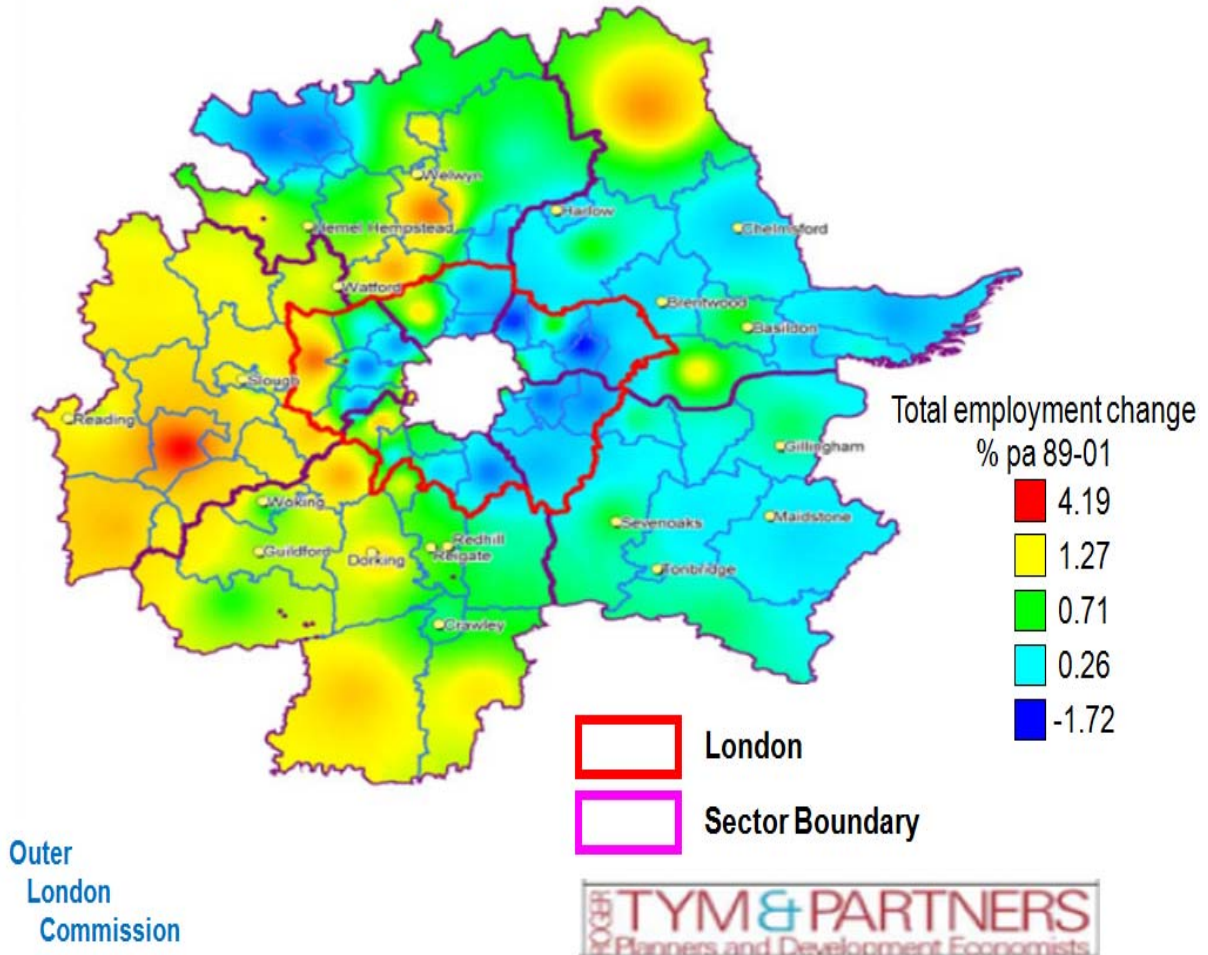 Welwyn
Harlow
Hemel Hempstead
Chelmsford
Watford
Brentwood
Basildon
Slough
Reading
Gillingham
Woking
Sevenoaks
Maidstone
Guildford
Dorking
Redhill
Reigate
Tonbridge
Crawley
Total employment change
% pa 89-01
4.19
1.27
0.71
0.26
-1.72
London
Sector Boundary
Outer
London
Commission
ROGER
TYM & PARTNERS
Planners and Development Economists